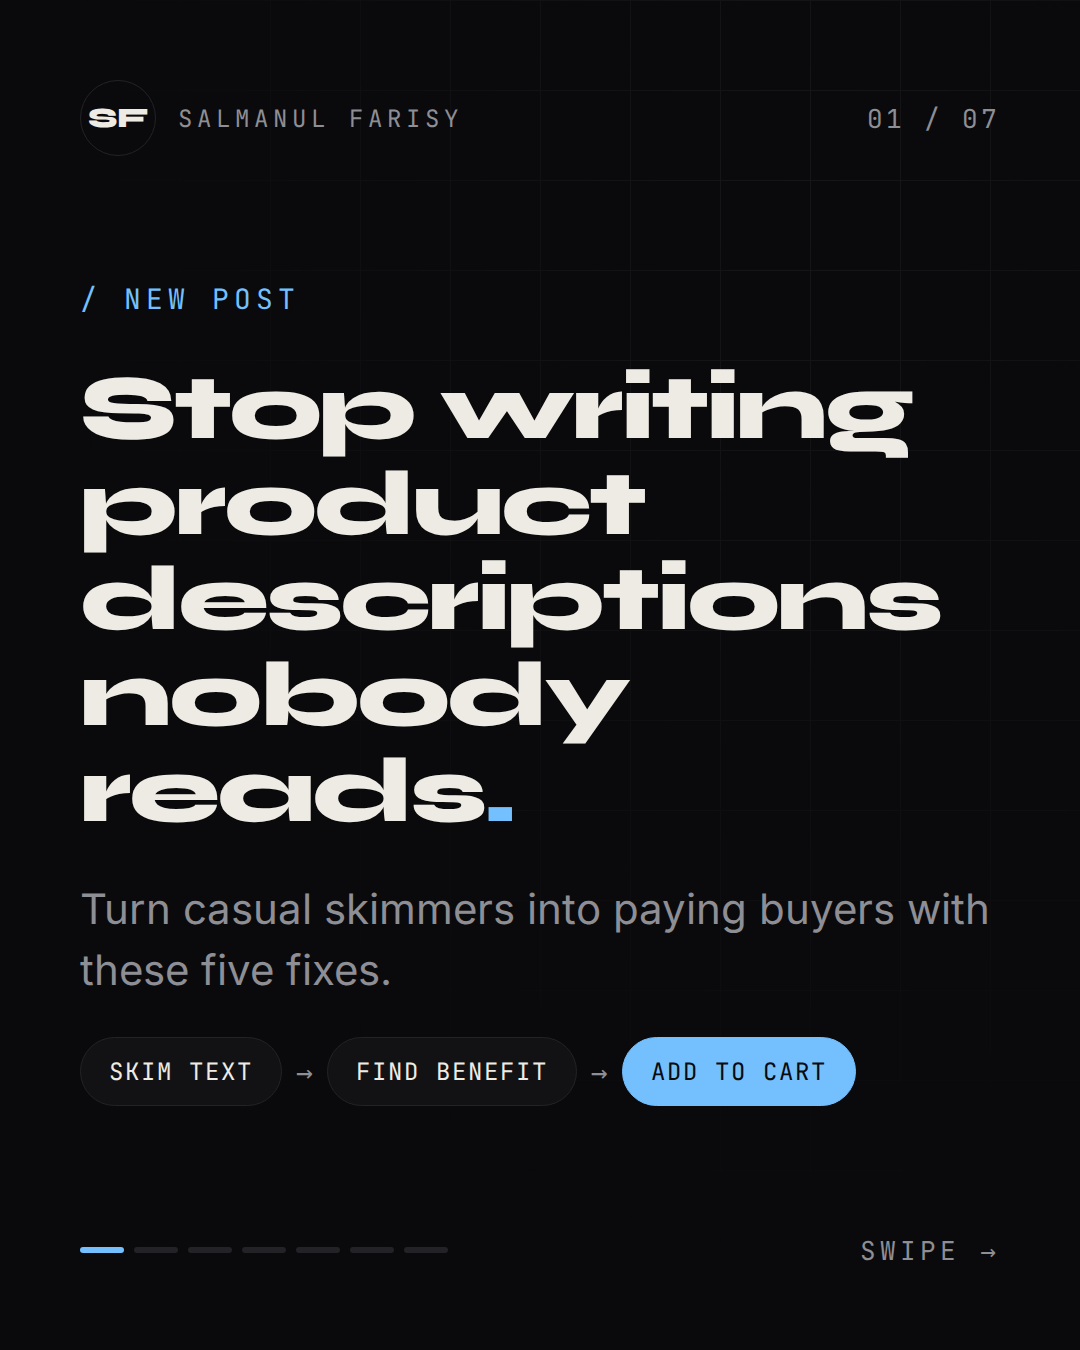 SF SALMANUL FARISY 01 / 07
/ NEW POST
Stop writing
product
descriptions
nobody
reads.
Turn casual skimmers into paying buyers with
these five fixes.
SKIM TEXT → FIND BENEFIT → ADD TO CART
SWIPE →